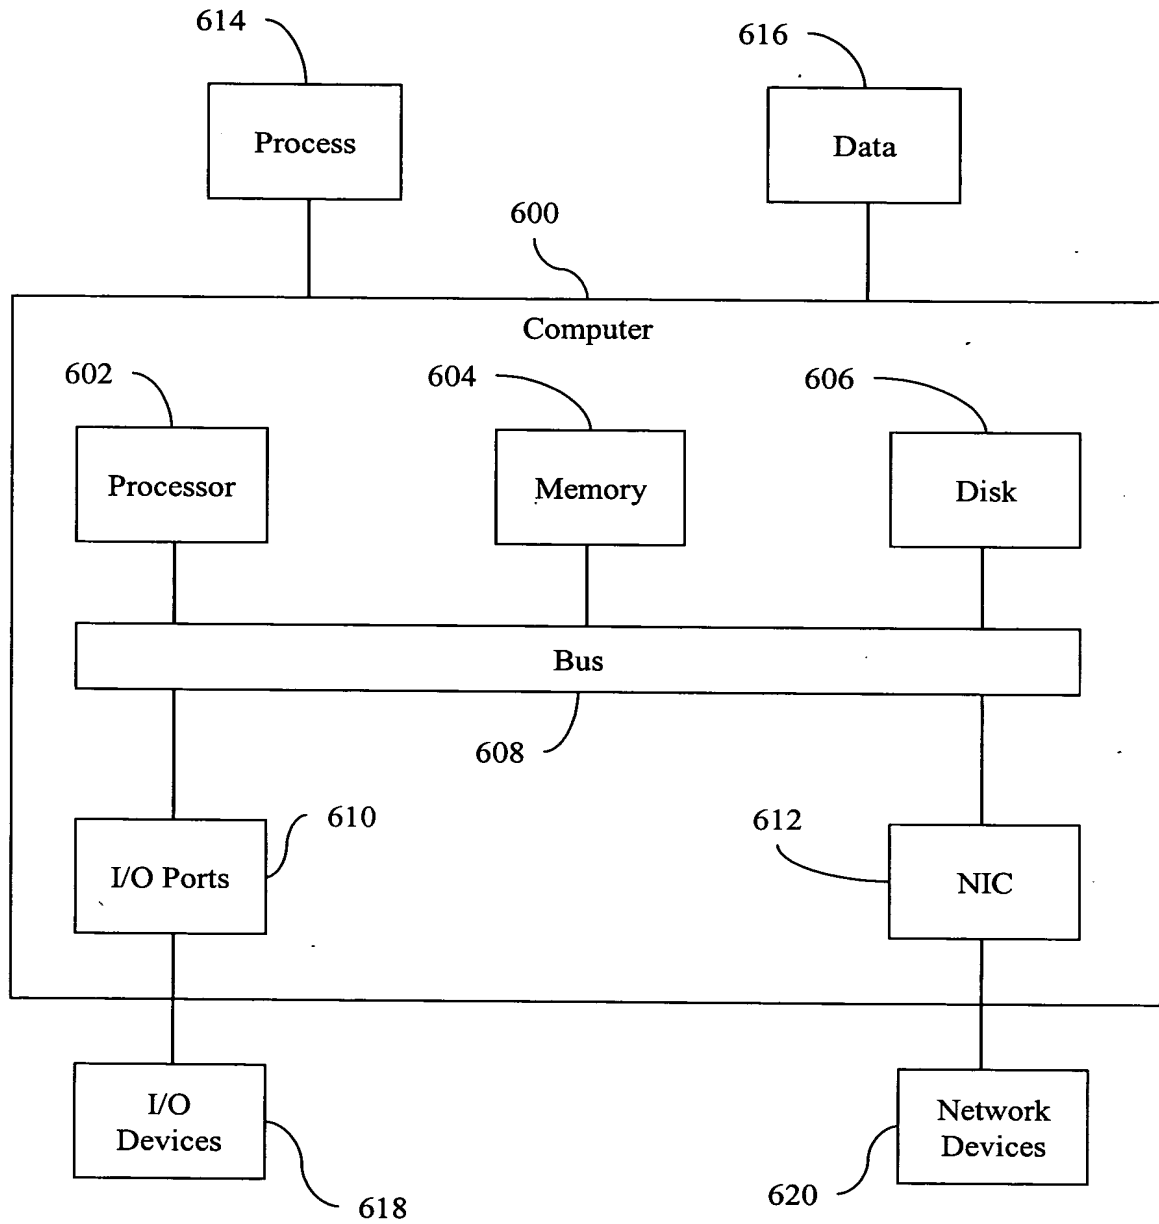 614
616
Process
Data
600
Computer
602
604
606
Processor
Memory
Disk
Bus
608
610
612
I/O Ports
NIC
I/O
Devices
Network
Devices
618
620